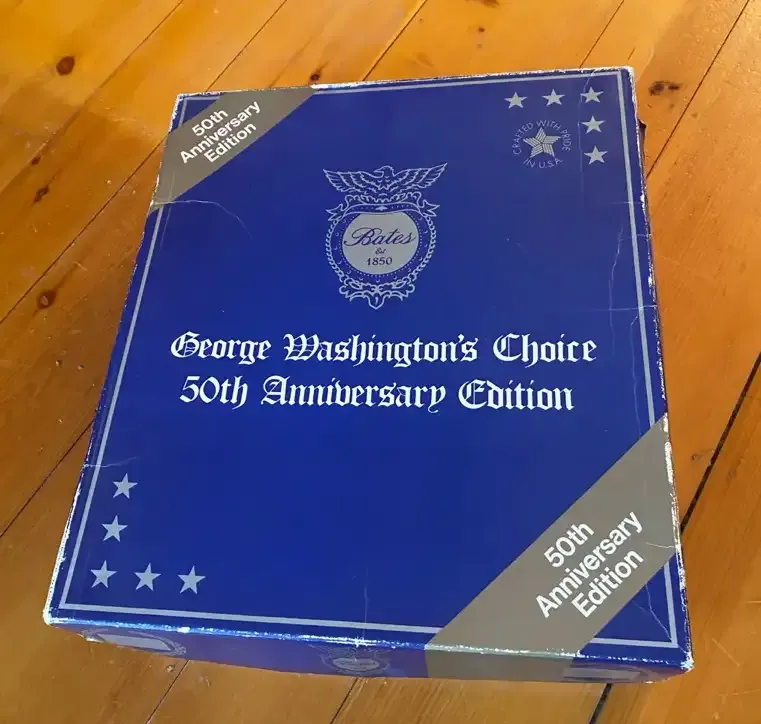 50th
Anniversary
Edition
CRAFTED WITH PRIDE
IN U.S.A.
Bates
Est
1850
George Washington's Choice
50th Anniversary Edition
50th
Anniversary
Edition